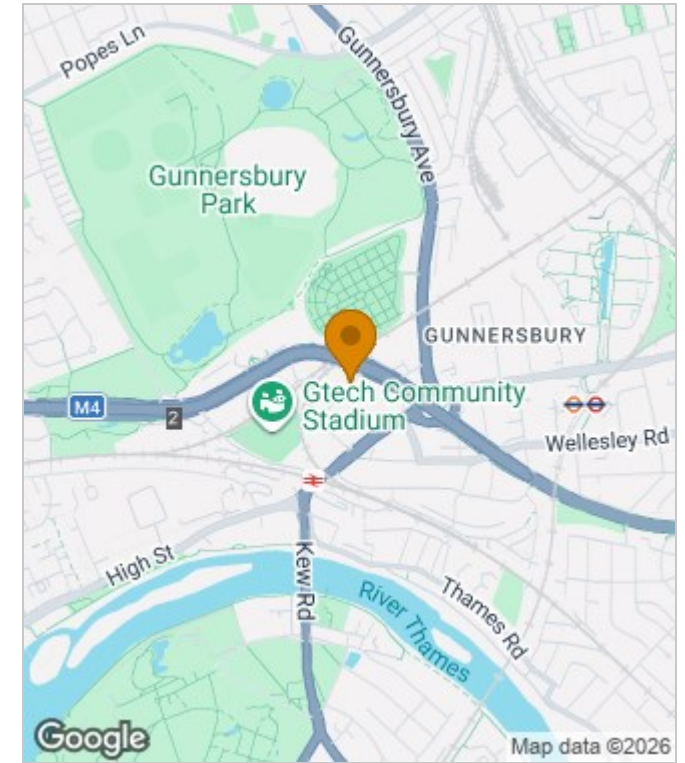 Popes Ln
Gunnersbury Ave
Gunnersbury
Park
GUNNERSBURY
M4
2
Gtech Community
Stadium
Wellesley Rd
High St
Kew Rd
River Thames
Thames Rd
Google
Map data ©2026